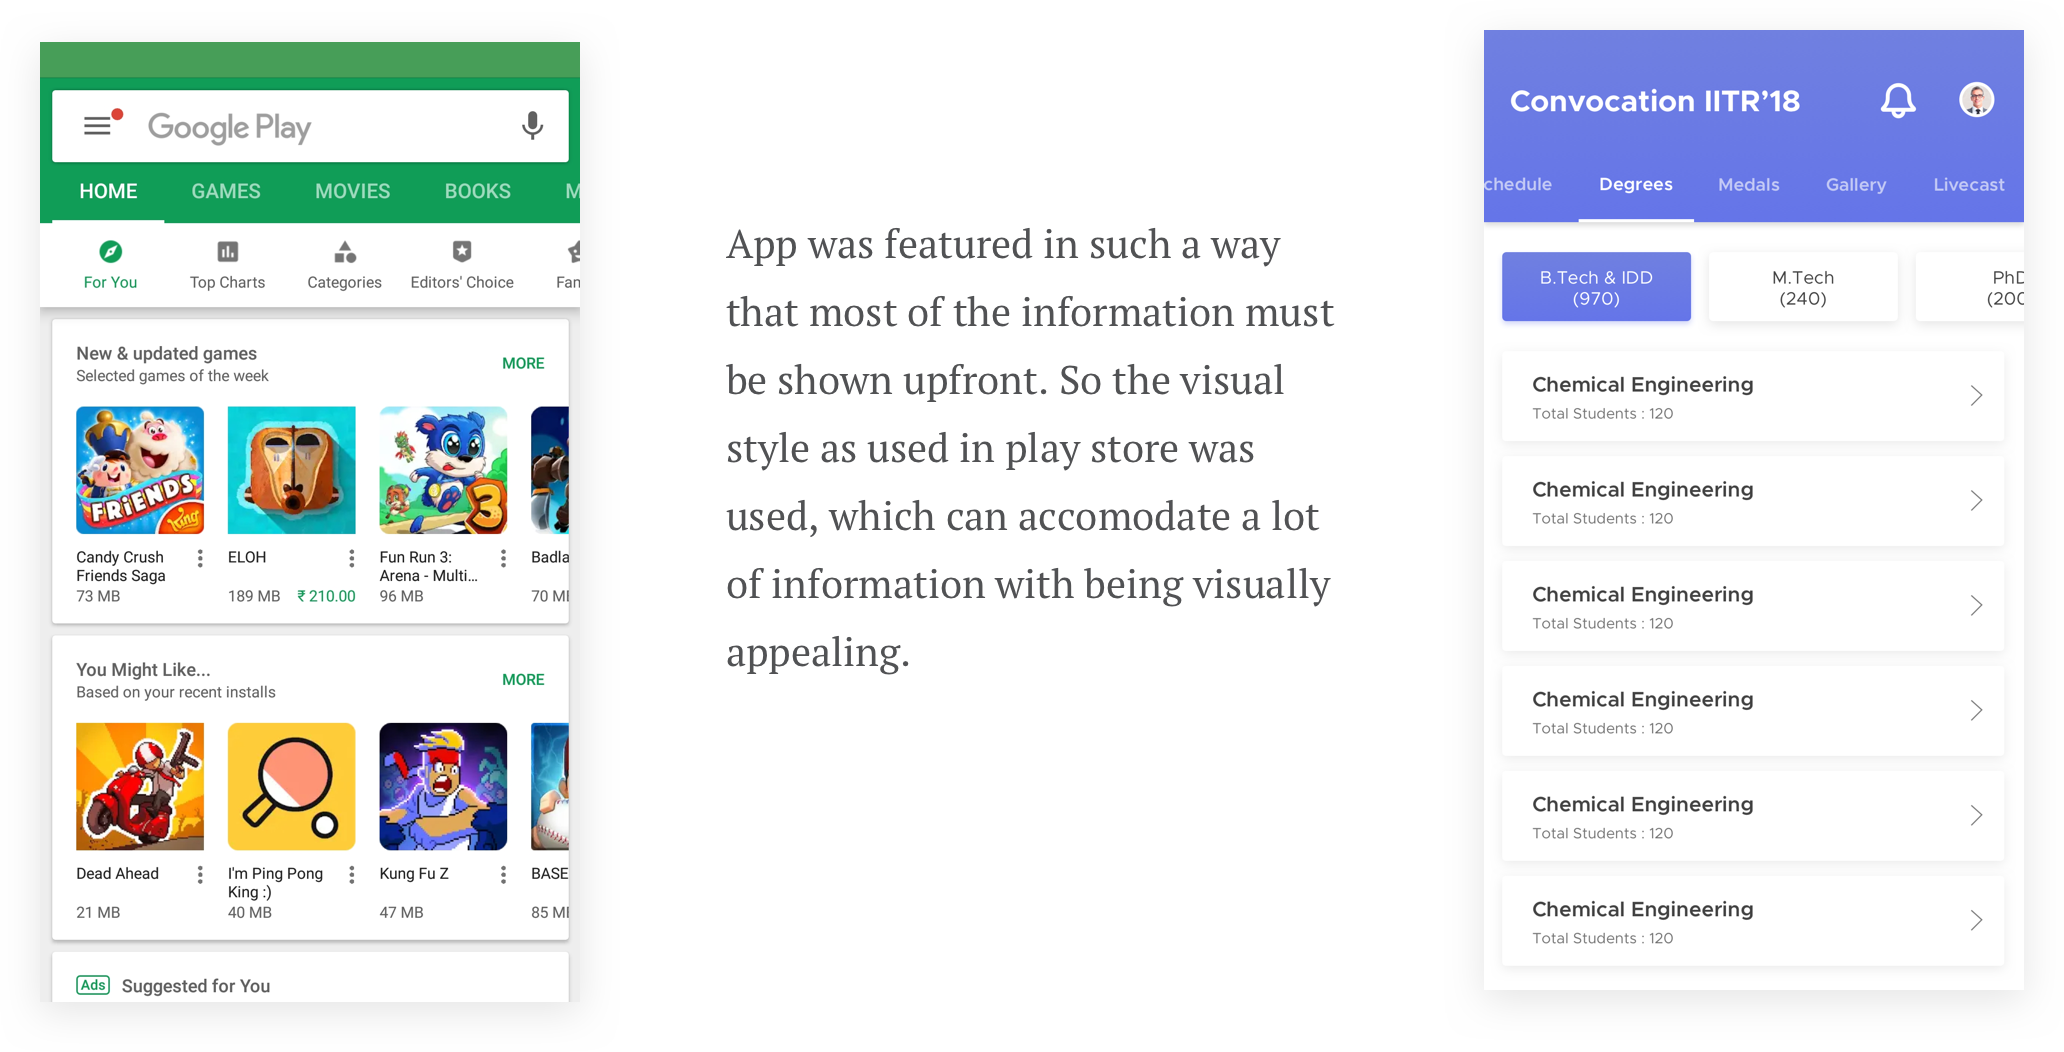 Google Play
HOME GAMES MOVIES BOOKS M
For You Top Charts Categories Editors' Choice Fan
New & updated games
Selected games of the week
MORE
FRiENDS
King
3
Candy Crush
Friends Saga
73 MB
ELOH
189 MB ₹ 210.00
Fun Run 3:
Arena - Multi...
96 MB
Badla
70 M
You Might Like...
Based on your recent installs
MORE
Dead Ahead
21 MB
I'm Ping Pong
King :)
40 MB
Kung Fu Z
47 MB
BASE
85 M
Ads Suggested for You
App was featured in such a way
that most of the information must
be shown upfront. So the visual
style as used in play store was
used, which can accomodate a lot
of information with being visually
appealing.
Convocation IITR’18
chedule Degrees Medals Gallery Livecast
B.Tech & IDD
(970)
M.Tech
(240)
PhD
(200
Chemical Engineering
Total Students : 120
Chemical Engineering
Total Students : 120
Chemical Engineering
Total Students : 120
Chemical Engineering
Total Students : 120
Chemical Engineering
Total Students : 120
Chemical Engineering
Total Students : 120